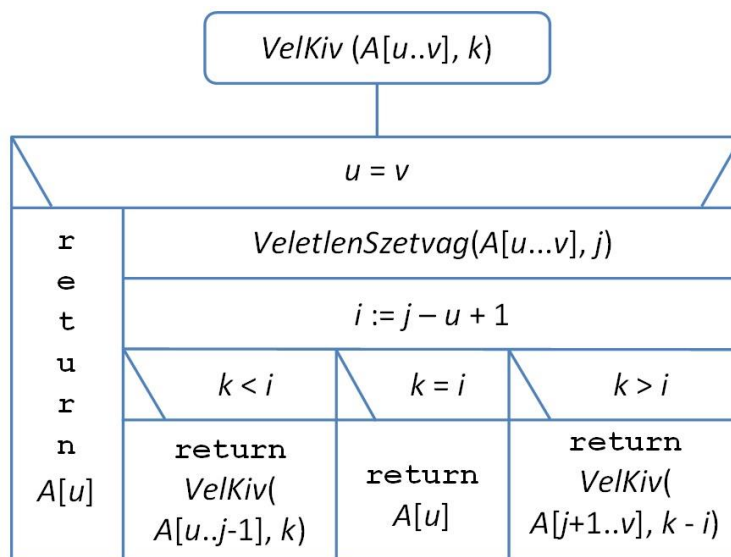 VelKiv (A[u..v], k)
u = v
r
e
t
u
r
n
A[u]
VeletlenSzetvag(A[u...v], j)
i := j – u + 1
k < i
k = i
k > i
return
VelKiv(
A[u..j-1], k)
return
A[u]
return
VelKiv(
A[j+1..v], k - i)